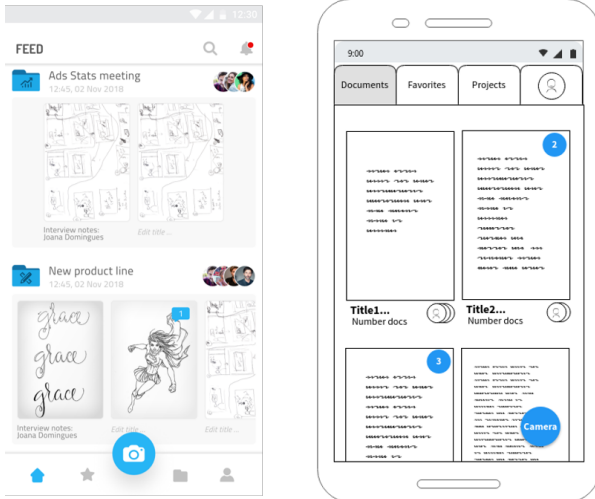 12:30
FEED
Ads Stats meeting
12:45, 02 Nov 2018
Interview notes:
Joana Domingues
Edit title ...
New product line
12:45, 02 Nov 2018
grace
grace
grace
1
Interview notes:
Joana Domingues
Edit title ...
Edit title ...
9:00
Documents
Favorites
Projects
2
Title1...
Number docs
Title2...
Number docs
3
Camera